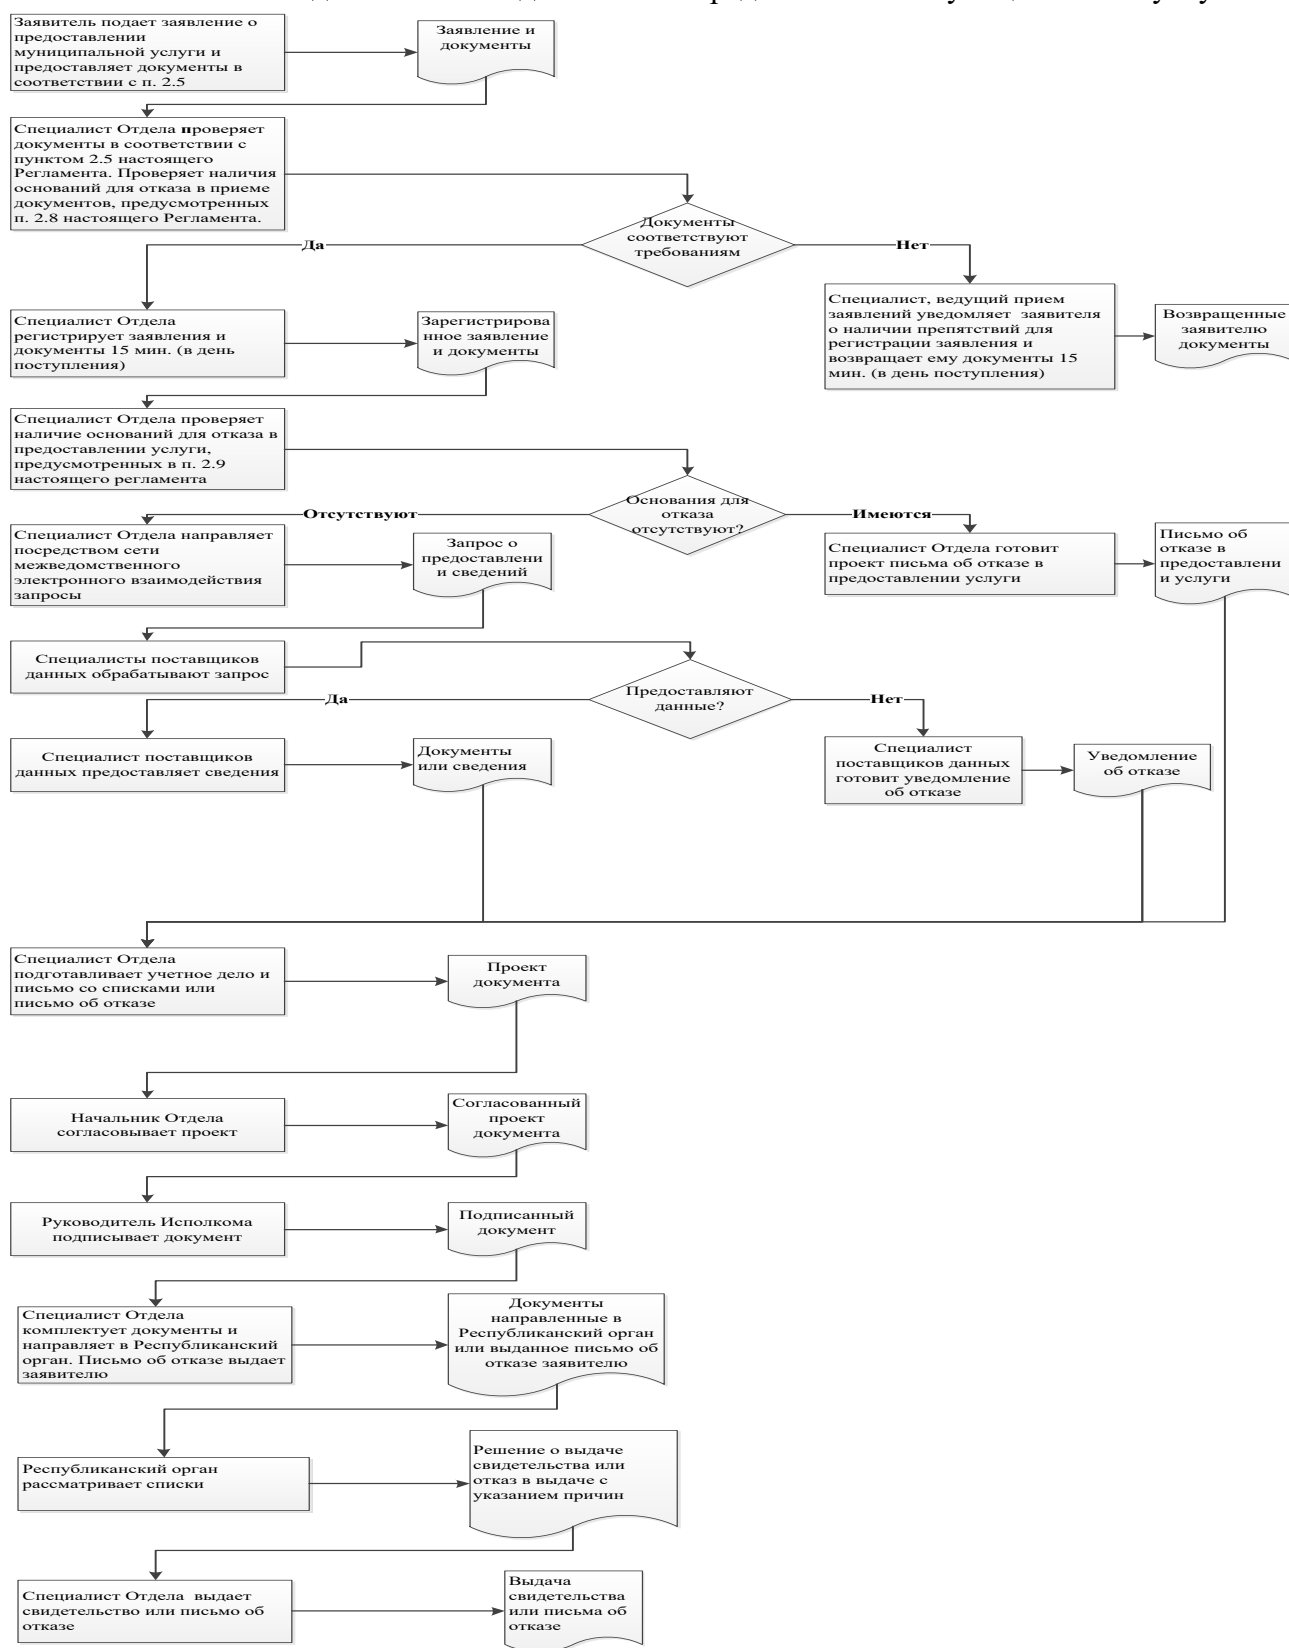 Заявитель подает заявление о
предоставлении
муниципальной услуги и
предоставляет документы в
соответствии с п. 2.5
Заявление и
документы
Специалист Отдела проверяет
документы в соответствии с
пунктом 2.5 настоящего
Регламента. Проверяет наличия
оснований для отказа в приеме
документов, предусмотренных
п. 2.8 настоящего Регламента.
Документы
соответствуют
требованиям
Да
Нет
Специалист Отдела
регистрирует заявления и
документы 15 мин. (в день
поступления)
Зарегистрирова
нное заявление
и документы
Специалист, ведущий прием
заявлений уведомляет заявителя
о наличии препятствий для
регистрации заявления и
возвращает ему документы 15
мин. (в день поступления)
Возвращенные
заявителю
документы
Специалист Отдела проверяет
наличие оснований для отказа в
предоставлении услуги,
предусмотренных в п. 2.9
настоящего регламента
Основания для
отказа
отсутствуют?
Отсутствуют
Имеются
Специалист Отдела направляет
посредством сети
межведомственного
электронного взаимодействия
запросы
Запрос о
предоставлени
и сведений
Специалист Отдела готовит
проект письма об отказе в
предоставлении услуги
Письмо об
отказе в
предоставлени
и услуги
Специалисты поставщиков
данных обрабатывают запрос
Предоставляют
данные?
Да
Нет
Специалист поставщиков
данных предоставляет сведения
Документы
или сведения
Специалист
поставщиков данных
готовит уведомление
об отказе
Уведомление
об отказе
Специалист Отдела
подготавливает учетное дело и
письмо со списками или
письмо об отказе
Проект
документа
Начальник Отдела
согласовывает проект
Согласованный
проект
документа
Руководитель Исполкома
подписывает документ
Подписанный
документ
Специалист Отдела
комплектует документы и
направляет в Республиканский
орган. Письмо об отказе выдает
заявителю
Документы
направленные в
Республиканский орган
или выданное письмо об
отказе заявителю
Республиканский орган
рассматривает списки
Решение о выдаче
свидетельства или
отказ в выдаче с
указанием причин
Специалист Отдела выдает
свидетельство или письмо об
отказе
Выдача
свидетельства
или письма об
отказе